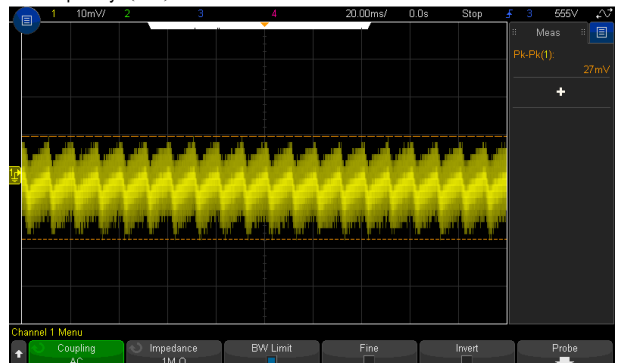 1 10mV/ 2 3 4 20.00ms/ 0.0s Stop 3 555V
Meas
Pk-Pk(1):
27mV
+
1
Channel 1 Menu
Coupling
AC
Impedance
1M Ω
BW Limit
Fine
Invert
Probe